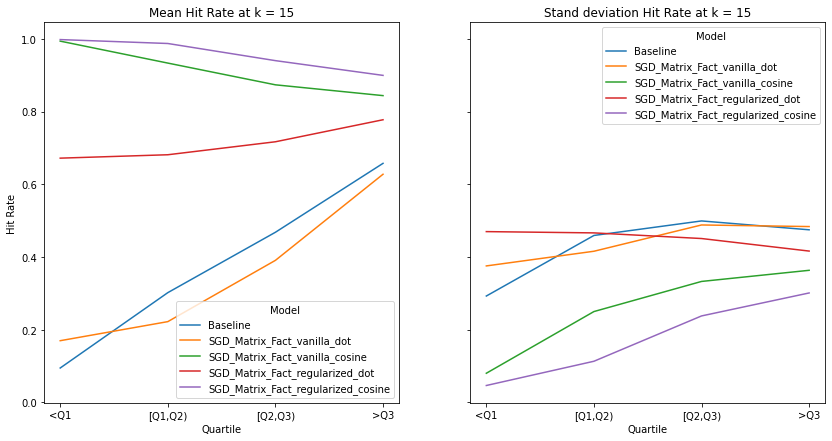 Mean Hit Rate at k = 15
Hit Rate
1.0
0.8
0.6
0.4
0.2
0.0
Model
Baseline
SGD_Matrix_Fact_vanilla_dot
SGD_Matrix_Fact_vanilla_cosine
SGD_Matrix_Fact_regularized_dot
SGD_Matrix_Fact_regularized_cosine
<Q1
[Q1,Q2)
[Q2,Q3)
>Q3
Quartile
Stand deviation Hit Rate at k = 15
Model
Baseline
SGD_Matrix_Fact_vanilla_dot
SGD_Matrix_Fact_vanilla_cosine
SGD_Matrix_Fact_regularized_dot
SGD_Matrix_Fact_regularized_cosine
<Q1
[Q1,Q2)
[Q2,Q3)
>Q3
Quartile